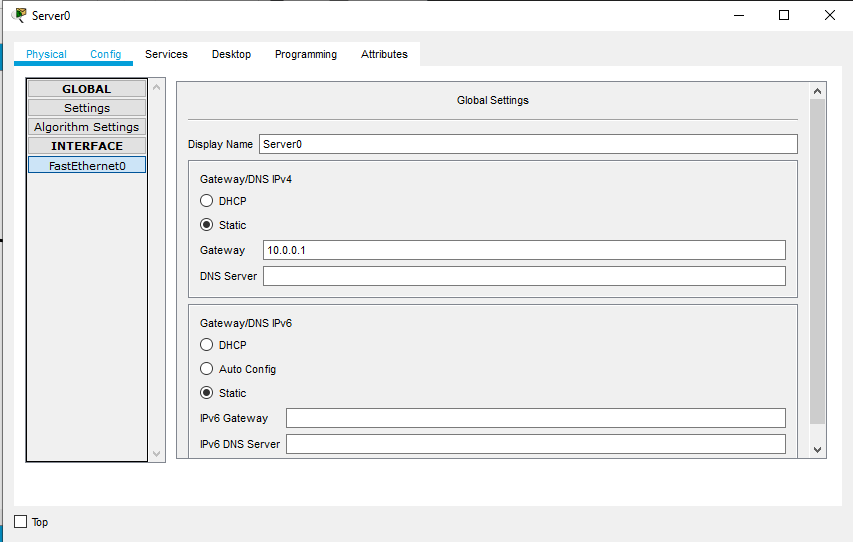 Server0
Physical Config Services Desktop Programming Attributes
GLOBAL
Settings
Algorithm Settings
INTERFACE
FastEthernet0
Global Settings
Display Name Server0
Gateway/DNS IPv4
DHCP
Static
Gateway 10.0.0.1
DNS Server
Gateway/DNS IPv6
DHCP
Auto Config
Static
IPv6 Gateway
IPv6 DNS Server
Top